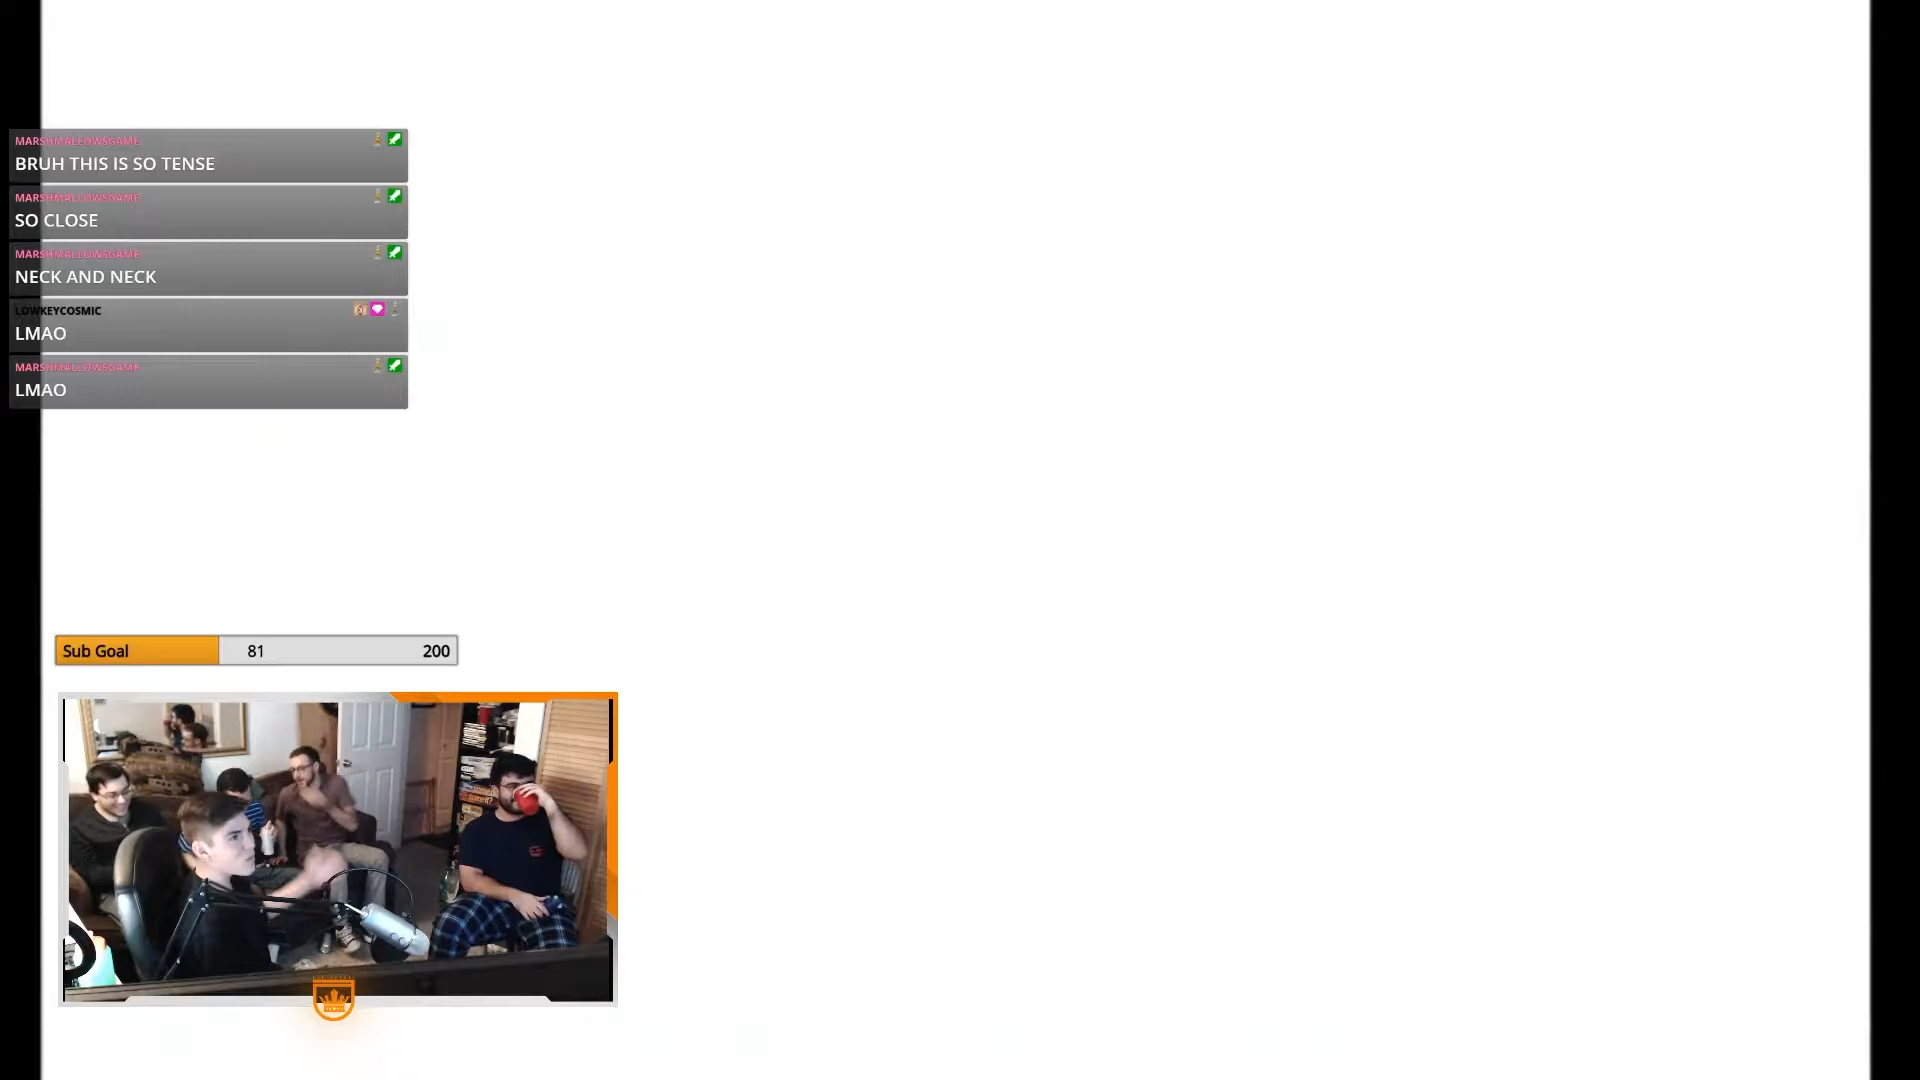 MARSHMALLOWSGAME
BRUH THIS IS SO TENSE
MARSHMALLOWSGAME
SO CLOSE
MARSHMALLOWSGAME
NECK AND NECK
LOWKEYCOSMIC
LMAO
MARSHMALLOWSGAME
LMAO
Sub Goal 81 200